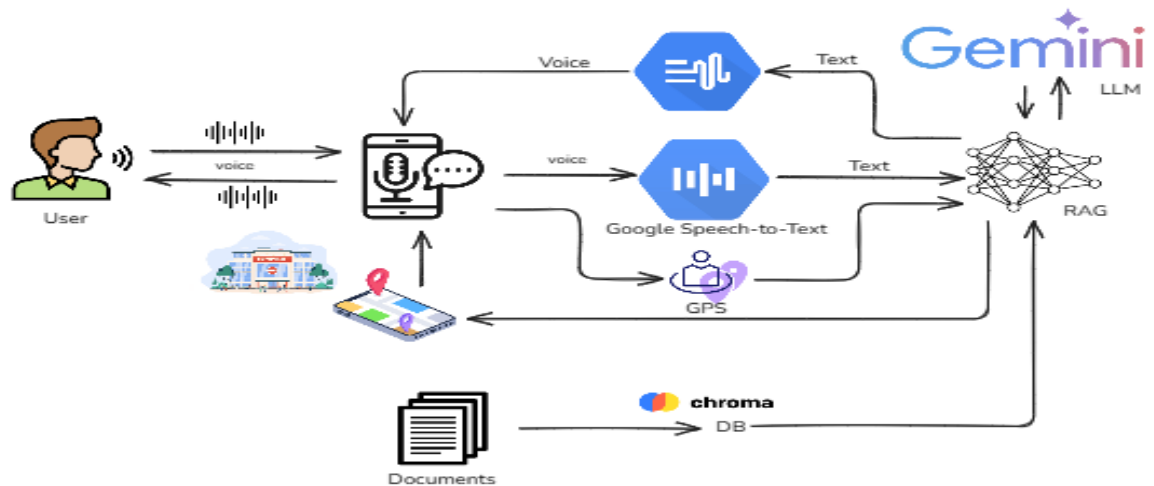 Gemini
LLM
Voice
Text
voice
voice
Text
User
Google Speech-to-Text
RAG
GPS
chroma
DB
Documents